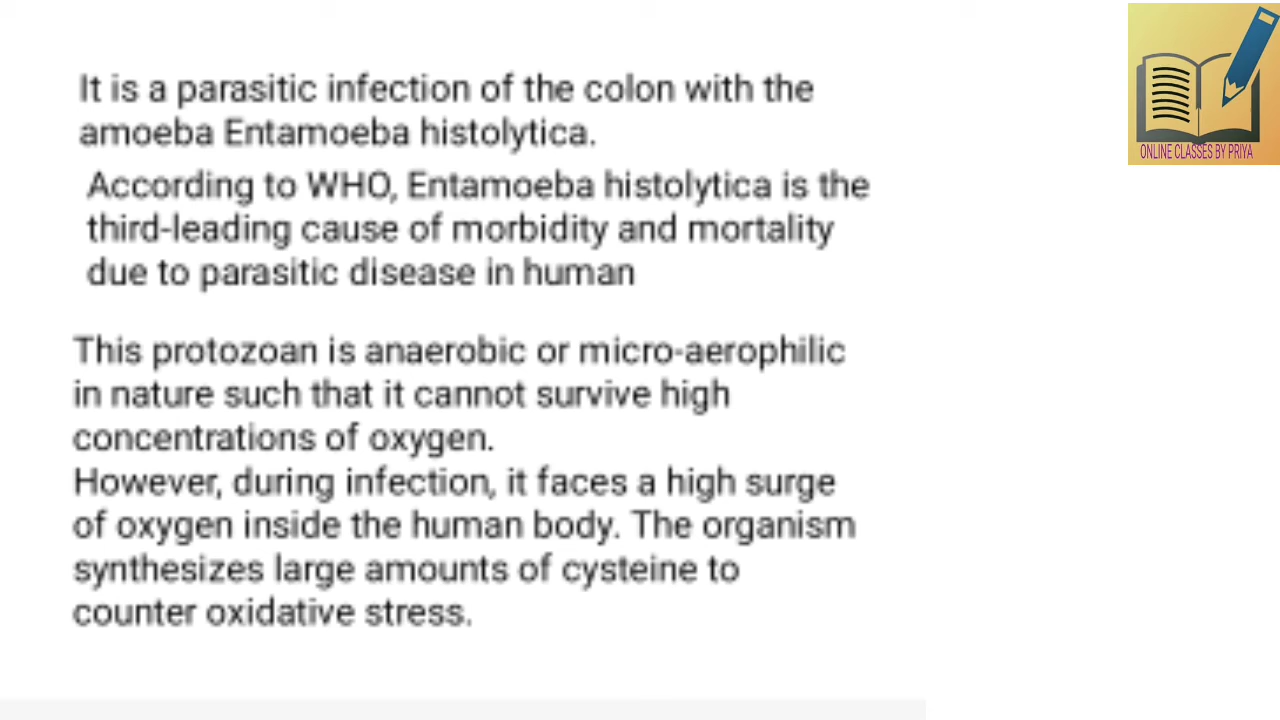 It is a parasitic infection of the colon with the
amoeba Entamoeba histolytica.
According to WHO, Entamoeba histolytica is the
third-leading cause of morbidity and mortality
due to parasitic disease in human
This protozoan is anaerobic or micro-aerophilic
in nature such that it cannot survive high
concentrations of oxygen.
However, during infection, it faces a high surge
of oxygen inside the human body. The organism
synthesizes large amounts of cysteine to
counter oxidative stress.
ONLINE CLASSES BY PRIYA